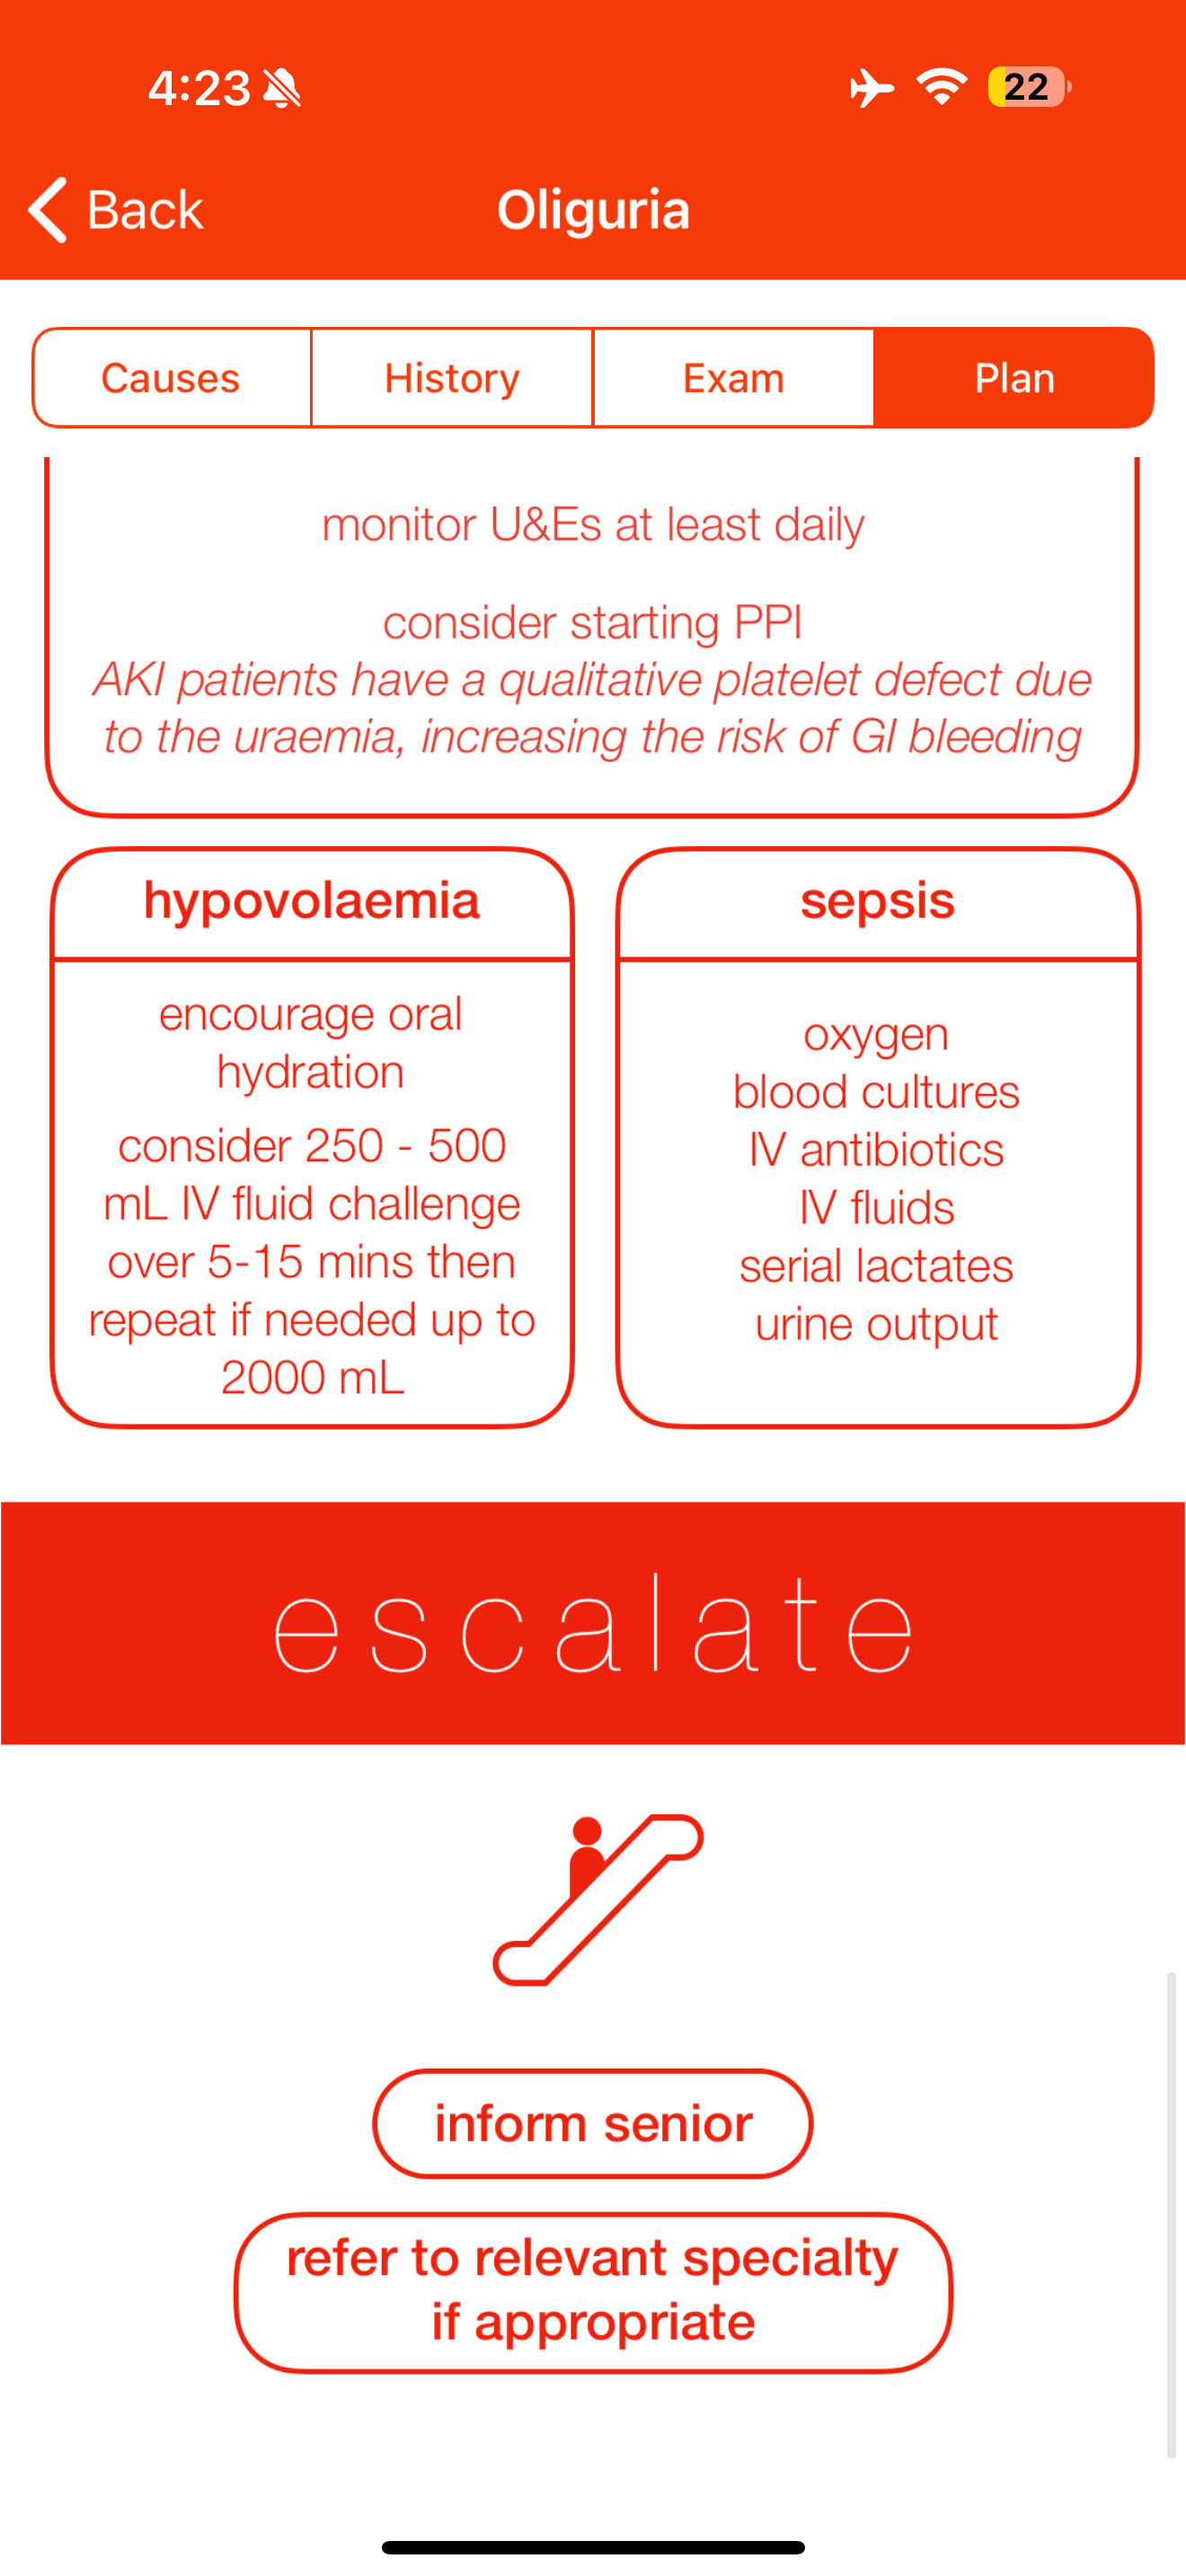 4:23
22
Back
Oliguria
Causes
History
Exam
Plan
monitor U&Es at least daily
consider starting PPI
AKI patients have a qualitative platelet defect due
to the uraemia, increasing the risk of GI bleeding
hypovolaemia
encourage oral
hydration
consider 250 - 500
mL IV fluid challenge
over 5-15 mins then
repeat if needed up to
2000 mL
sepsis
oxygen
blood cultures
IV antibiotics
IV fluids
serial lactates
urine output
escalate
inform senior
refer to relevant specialty
if appropriate